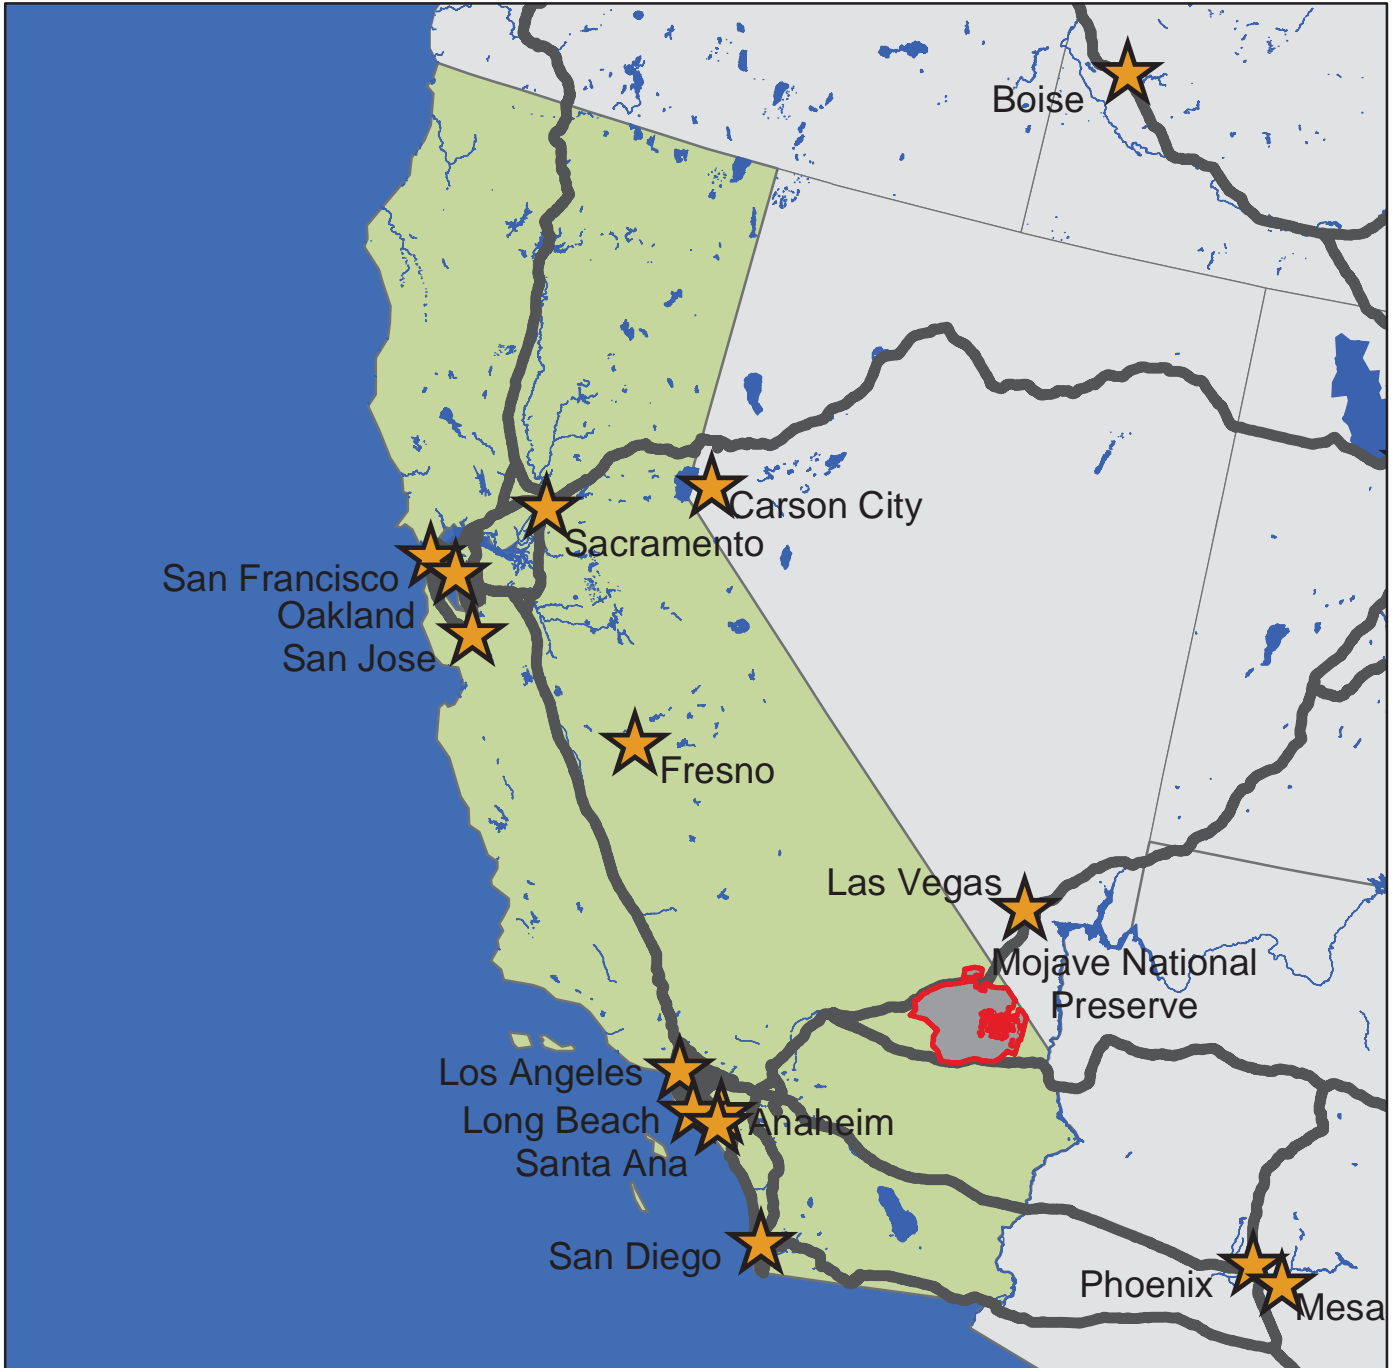 Boise
Carson City
Sacramento
San Francisco
Oakland
San Jose
Fresno
Las Vegas
Mojave National
Preserve
Los Angeles
Long Beach
Anaheim
Santa Ana
San Diego
Phoenix
Mesa